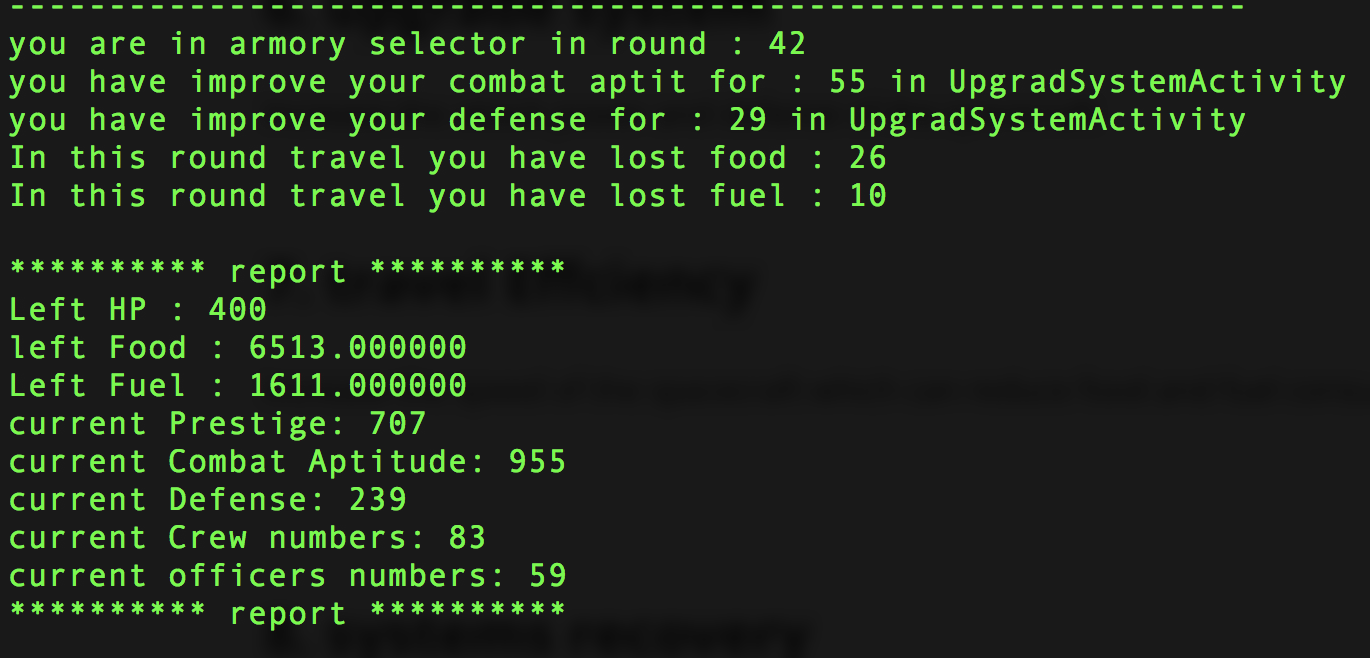 --------------------------------------------------------------
you are in armory selector in round : 42
you have improve your combat aptit for : 55 in UpgradSystemActivity
you have improve your defense for : 29 in UpgradSystemActivity
In this round travel you have lost food : 26
In this round travel you have lost fuel : 10
********** report **********
Left HP : 400
left Food : 6513.000000
Left Fuel : 1611.000000
current Prestige: 707
current Combat Aptitude: 955
current Defense: 239
current Crew numbers: 83
current officers numbers: 59
********** report **********
travel efficiency
systems recovery